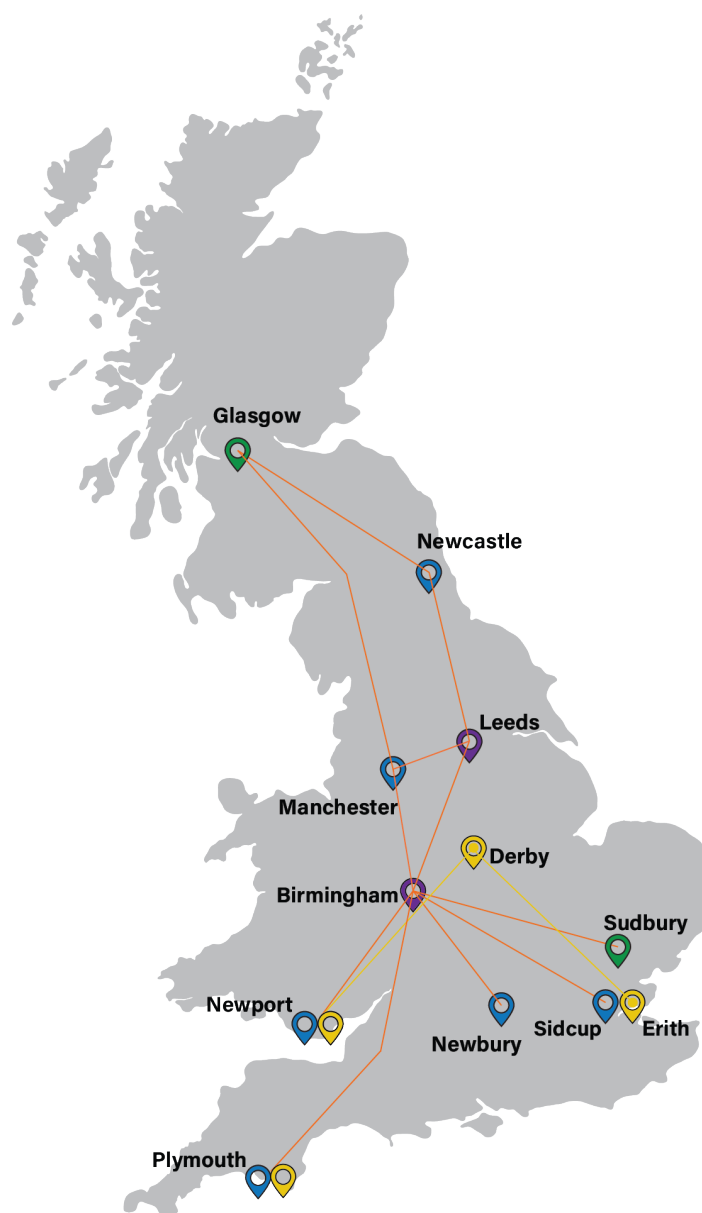 Glasgow
Newcastle
Leeds
Manchester
Derby
Birmingham
Sudbury
Newport
Sidcup
Erith
Newbury
Plymouth